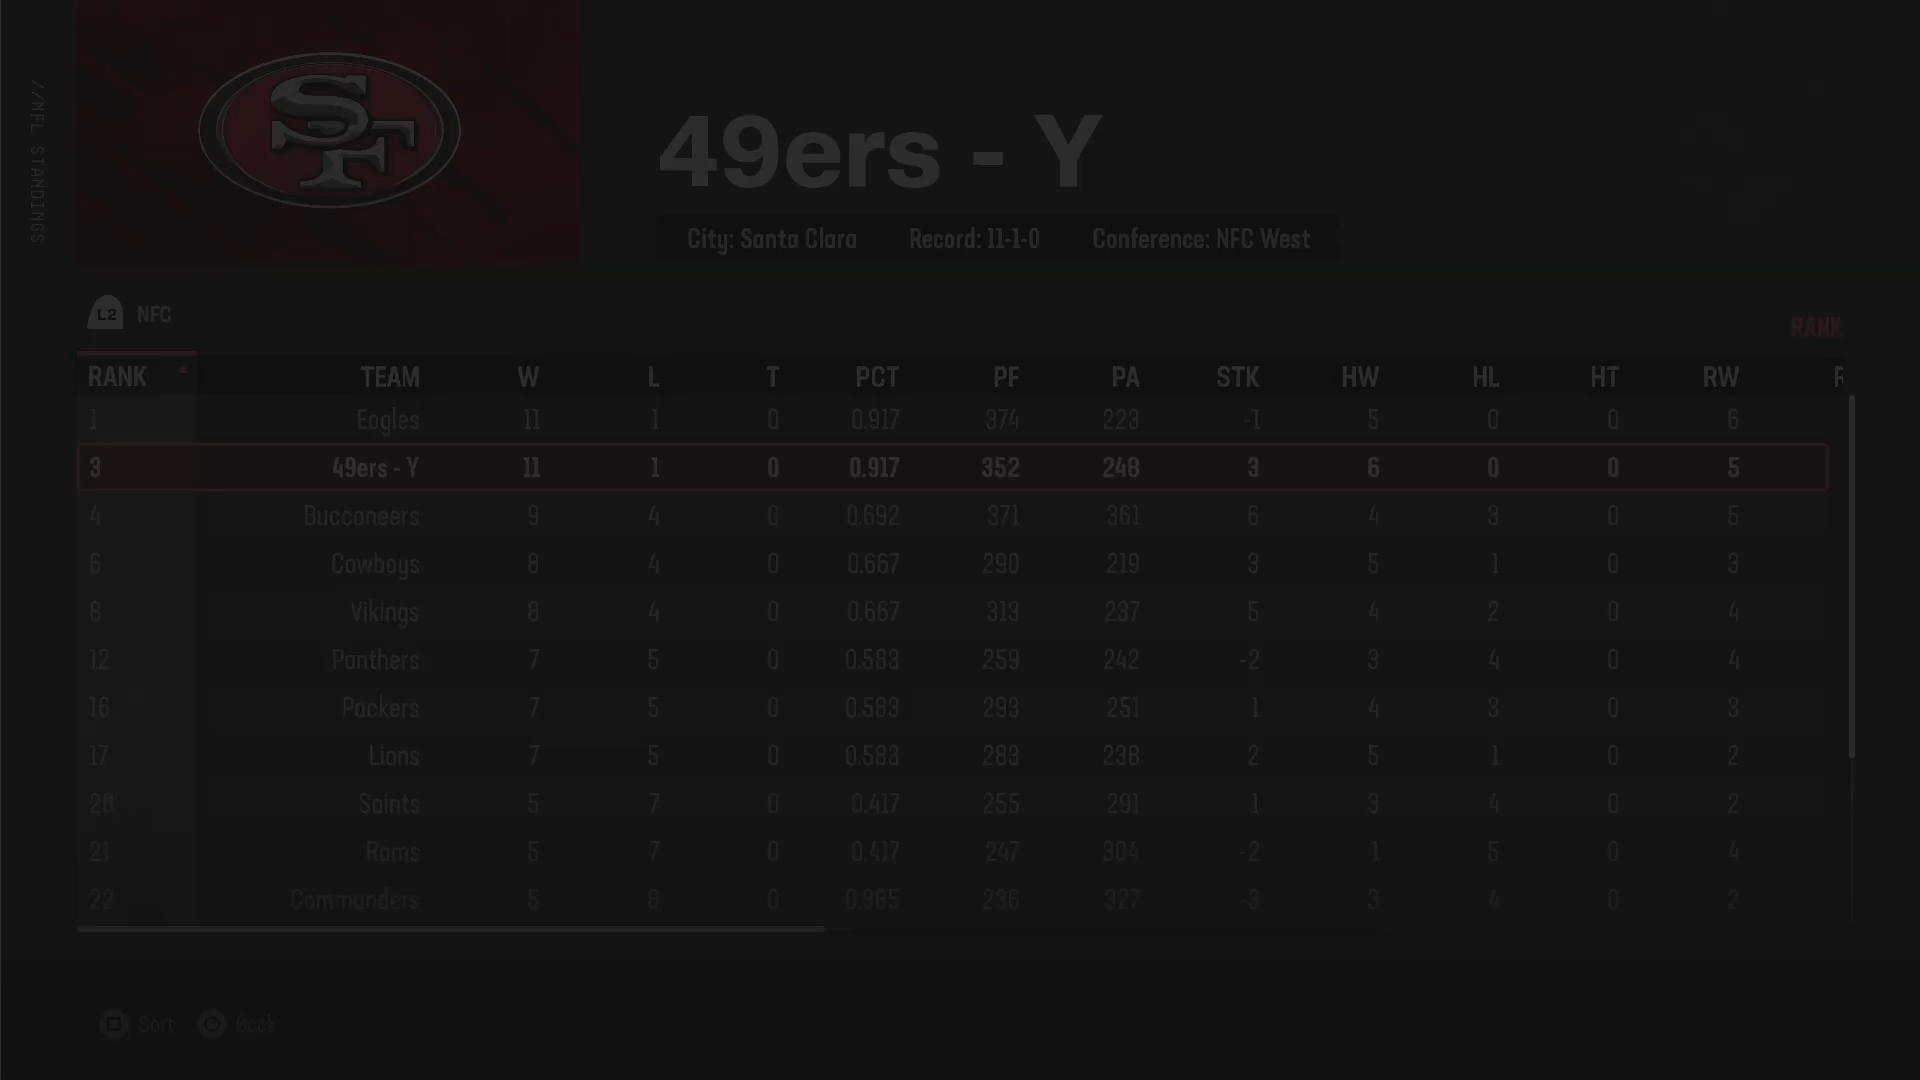 //NFL STANDINGS
SF
49ers - Y
City: Santa Clara Record: 11-1-0 Conference: NFC West
L2 NFC
RANK
RANK TEAM W L T PCT PF PA STK HW HL HT RW
1 Eagles 11 1 0 0.917 374 223 -1 5 0 0 6
3 49ers - Y 11 1 0 0.917 352 248 3 6 0 0 5
4 Buccaneers 9 4 0 0.692 371 361 6 4 3 0 5
6 Cowboys 8 4 0 0.667 290 219 3 5 1 0 3
8 Vikings 8 4 0 0.667 313 237 5 4 2 0 4
12 Panthers 7 5 0 0.583 259 242 -2 3 4 0 4
16 Packers 7 5 0 0.583 293 251 1 4 3 0 3
17 Lions 7 5 0 0.583 283 238 2 5 1 0 2
20 Saints 5 7 0 0.417 255 291 1 3 4 0 2
21 Rams 5 7 0 0.417 247 304 -2 1 5 0 4
22 Commanders 5 8 0 327 -3 3 4 0 2
Sort Back